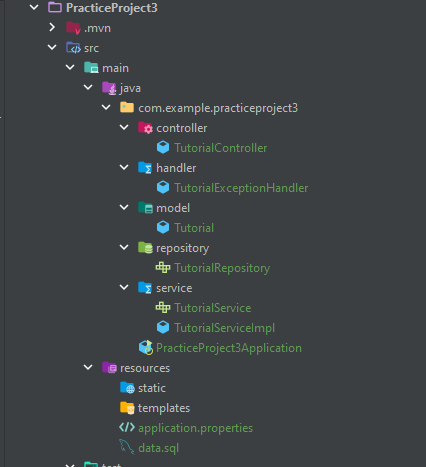 PracticeProject3
.mvn
src
main
java
com.example.practiceproject3
controller
TutorialController
handler
TutorialExceptionHandler
model
Tutorial
repository
TutorialRepository
service
TutorialService
TutorialServiceImpl
PracticeProject3Application
resources
static
templates
application.properties
data.sql